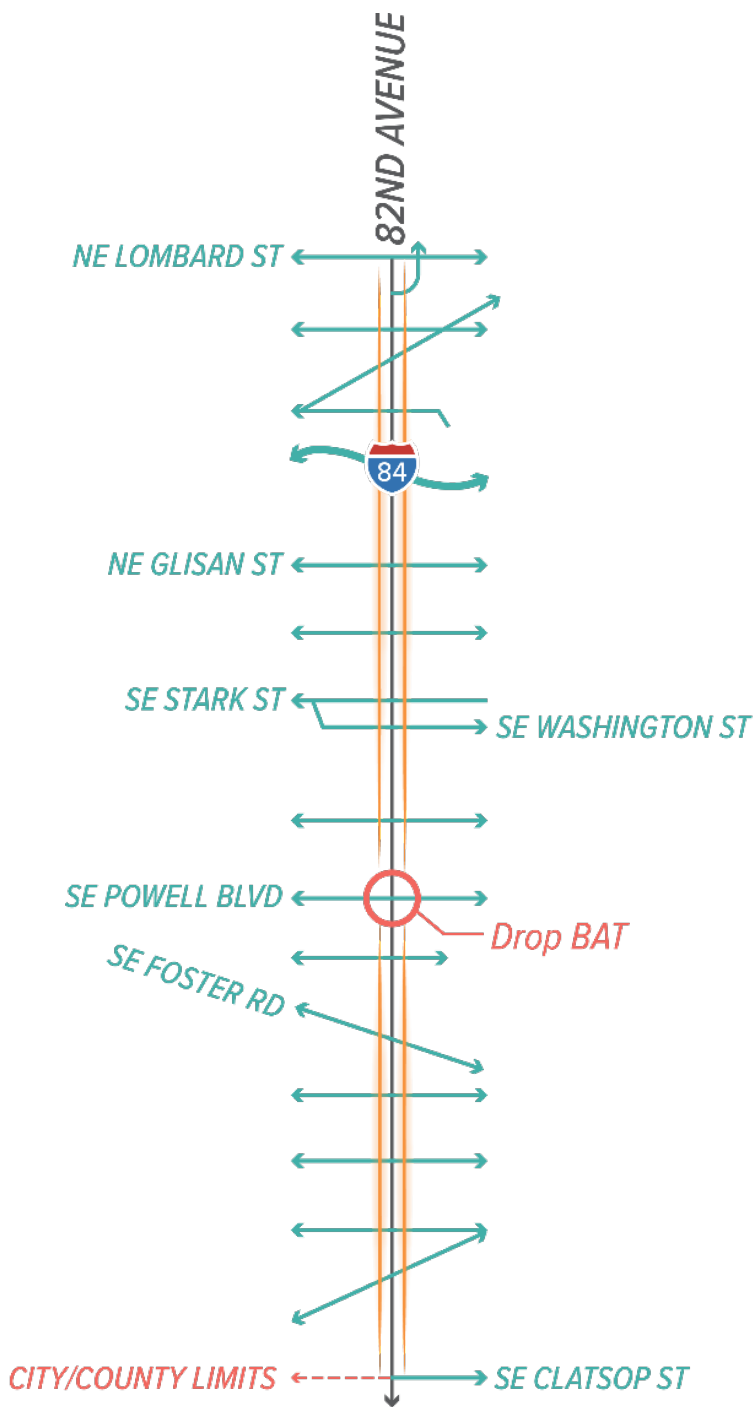 82ND AVENUE
NE LOMBARD ST
84
NE GLISAN ST
SE STARK ST
SE WASHINGTON ST
SE POWELL BLVD
Drop BAT
SE FOSTER RD
CITY/COUNTY LIMITS
SE CLATSOP ST